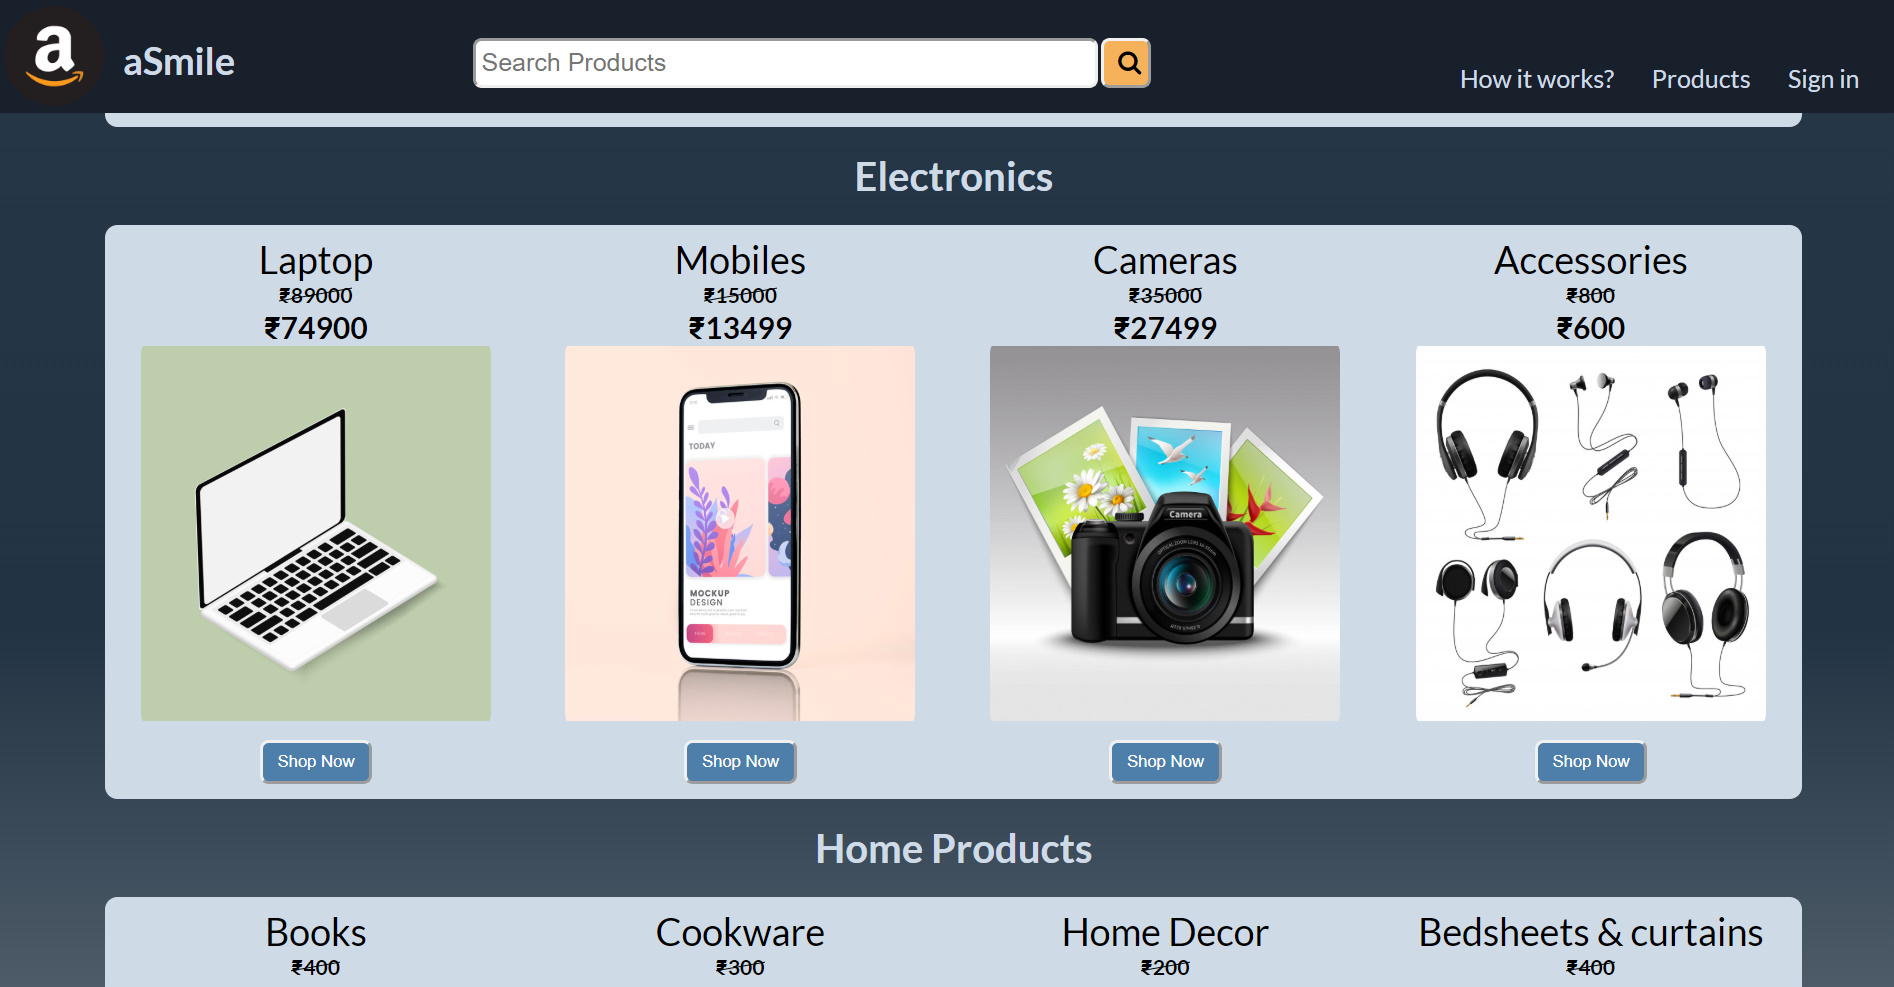 a
aSmile
Search Products
How it works?
Products
Sign in
Electronics
Laptop
₹89000
₹74900
Mobiles
₹15000
₹13499
TODAY
MOCKUP
DESIGN
Cameras
₹35000
₹27499
Camera
Accessories
₹800
₹600
Shop Now
Shop Now
Shop Now
Shop Now
Home Products
Books
₹400
Cookware
₹300
Home Decor
₹200
Bedsheets & curtains
₹400